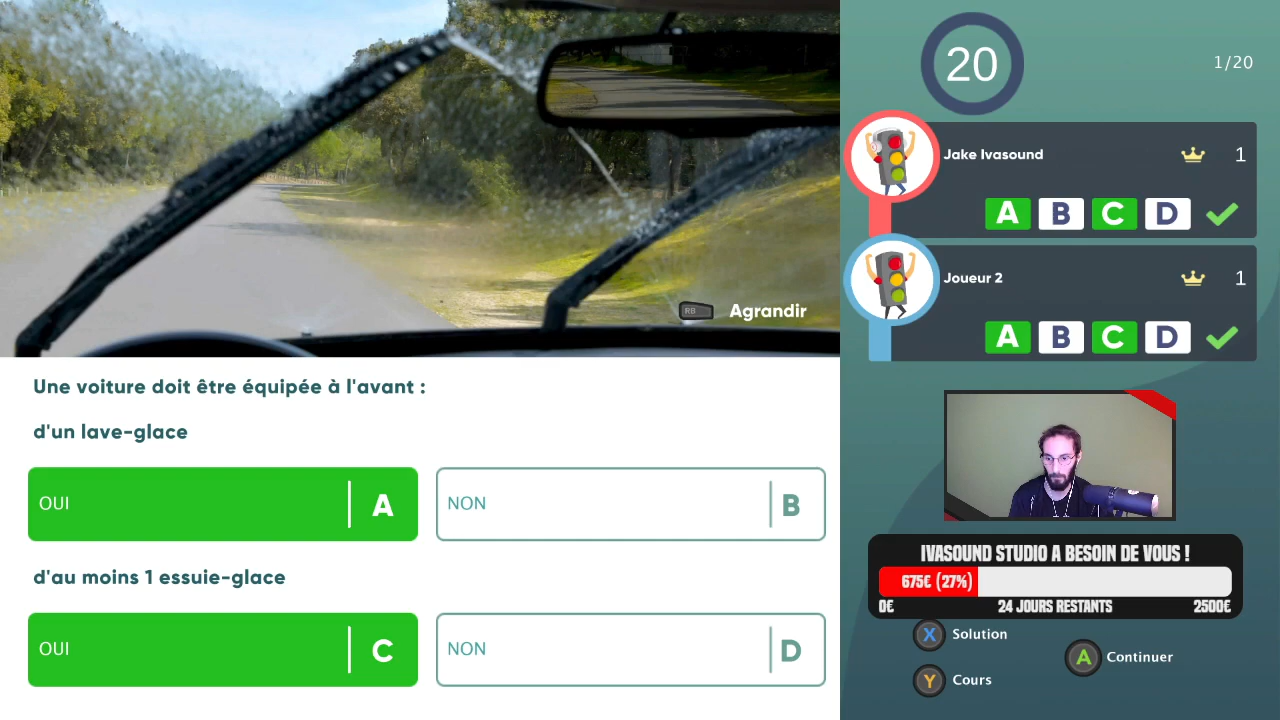 20
1/20
Jake Ivasound
1
A B C D
Joueur 2
1
A B C D
RB Agrandir
Une voiture doit être équipée à l'avant :
d'un lave-glace
OUI A
NON B
d'au moins 1 essuie-glace
OUI C
NON D
IVASOUND STUDIO A BESOIN DE VOUS !
675€ (27%)
0€ 24 JOURS RESTANTS 2500€
X Solution
A Continuer
Y Cours